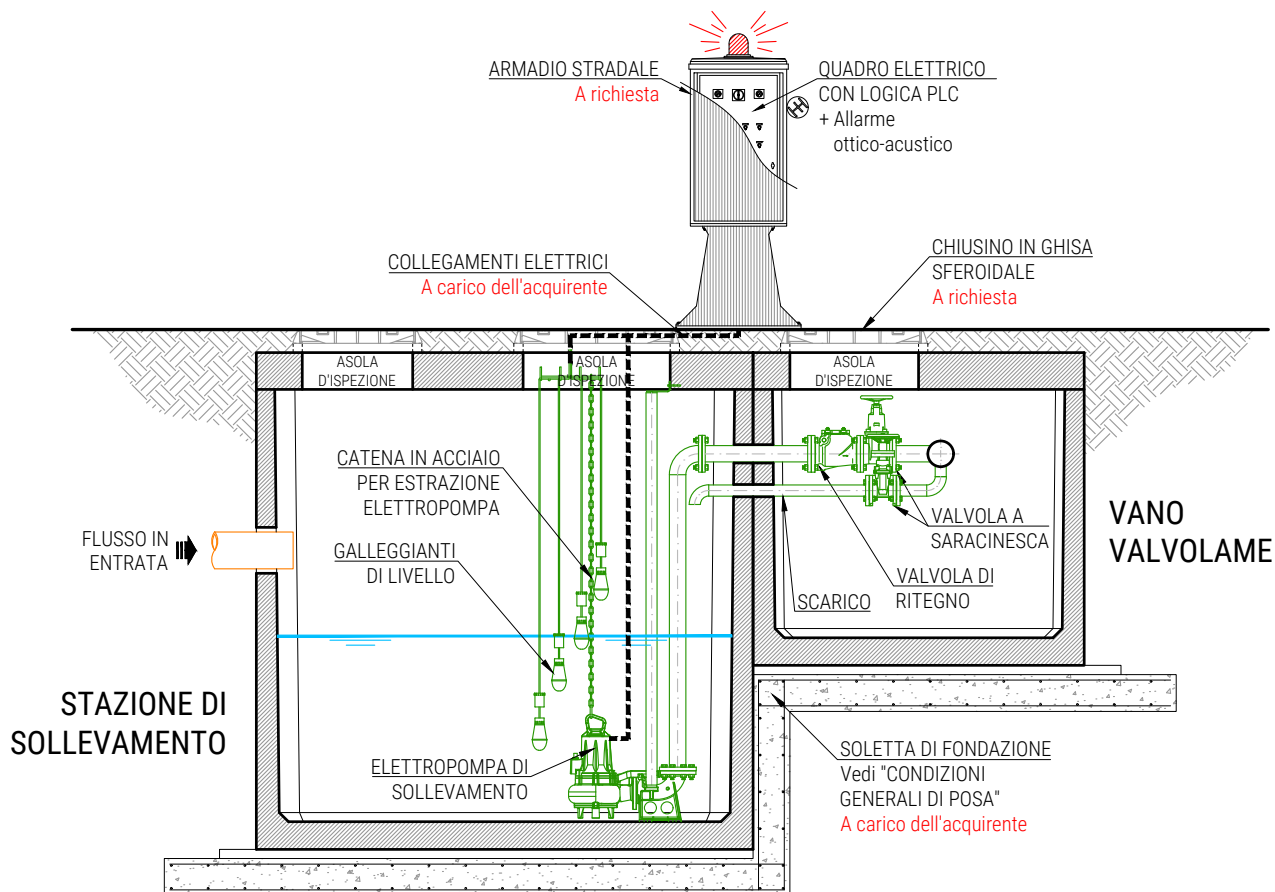 ARMADIO STRADALE
A richiesta
QUADRO ELETTRICO
CON LOGICA PLC
+ Allarme
ottico-acustico
COLLEGAMENTI ELETTRICI
A carico dell'acquirente
CHIUSINO IN GHISA
SFEROIDALE
A richiesta
ASOLA
D'ISPEZIONE
ASOLA
D'ISPEZIONE
ASOLA
D'ISPEZIONE
CATENA IN ACCIAIO
PER ESTRAZIONE
ELETTROPOMPA
FLUSSO IN
ENTRATA
GALLEGGIANTI
DI LIVELLO
VALVOLA A
SARACINESCA
VALVOLA DI
RITEGNO
SCARICO
VANO
VALVOLAME
STAZIONE DI
SOLLEVAMENTO
ELETTROPOMPA DI
SOLLEVAMENTO
SOLETTA DI FONDAZIONE
Vedi "CONDIZIONI
GENERALI DI POSA"
A carico dell'acquirente